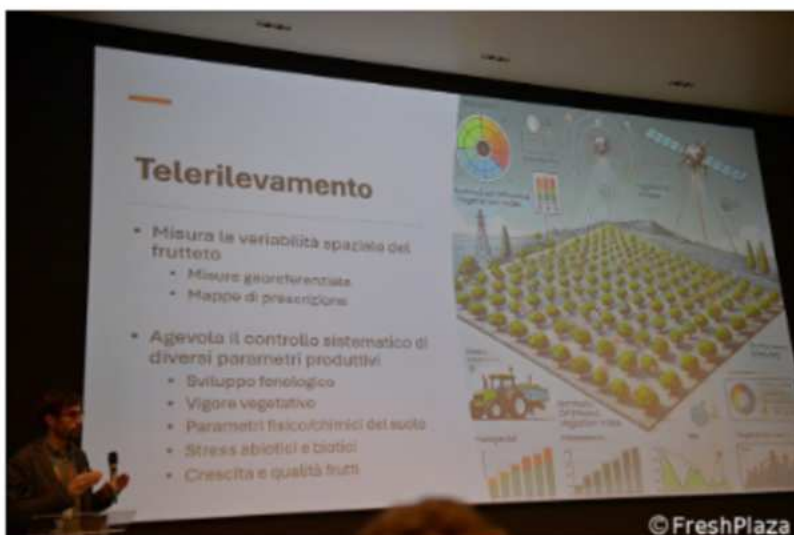 Telerilevamento
• Misura la variabilità spaziale del
frutteto
• Misure georeferenziate
• Mappe di prescrizione
• Agevola il controllo sistematico di
diversi parametri produttivi
• Sviluppo fenologico
• Vigore vegetativo
• Parametri fisico/chimici del suolo
• Stress abiotici e biotici
• Crescita e qualità frutti
©FreshPlaza